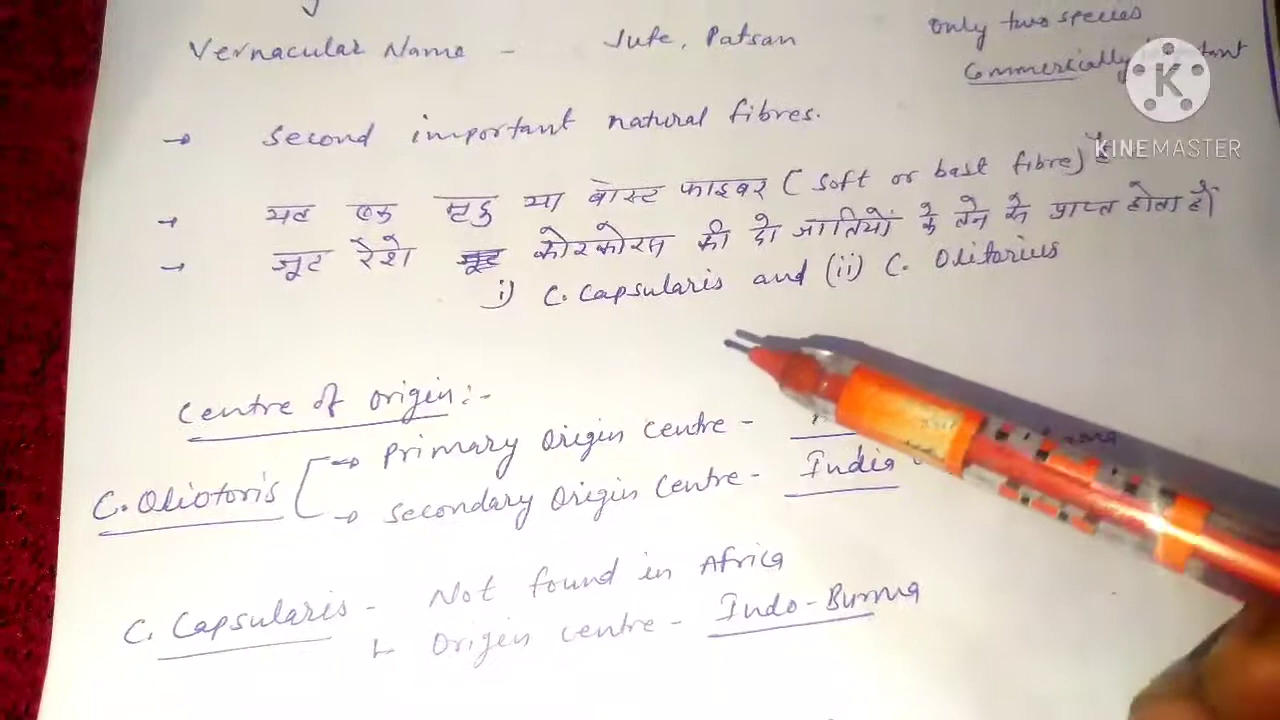 Vernacular Name - Jute, Patsan
Only two species
Commercially
K
KINEMASTER
→ Second important natural fibres.
→ यह एक मृदु या बास्ट फाइबर (soft or bast fibre) है
→ जूट रेशे कोरकोरस की दो जातियों के तने से प्राप्त होता है।
i) C. Capsularis and (ii) C. Olitorius
Centre of origin:-
C. Oliotoris → Primary Origin centre -
→ Secondary Origin Centre - India
C. Capsularis - Not found in Africa
Origin centre - Indo-Burma